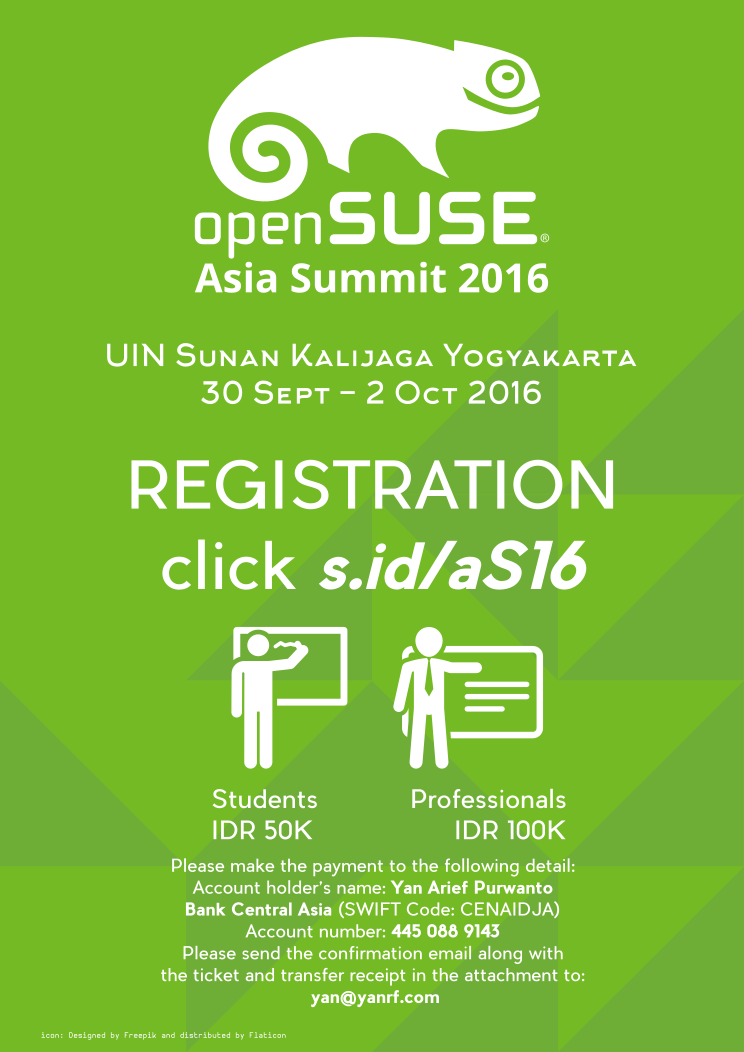 openSUSE®
Asia Summit 2016
UIN Sunan Kalijaga Yogyakarta
30 Sept – 2 Oct 2016
REGISTRATION
click s.id/aS16
Students
IDR 50K
Professionals
IDR 100K
Please make the payment to the following detail:
Account holder's name: Yan Arief Purwanto
Bank Central Asia (SWIFT Code: CENAIDJA)
Account number: 445 088 9143
Please send the confirmation email along with
the ticket and transfer receipt in the attachment to:
yan@yanrf.com
icon: Designed by Freepik and distributed by Flaticon